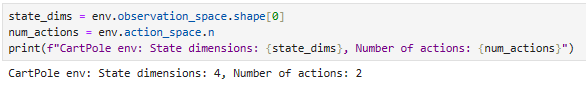 state_dims = env.observation_space.shape[0]
num_actions = env.action_space.n
print(f"CartPole env: State dimensions: {state_dims}, Number of actions: {num_actions}")
CartPole env: State dimensions: 4, Number of actions: 2